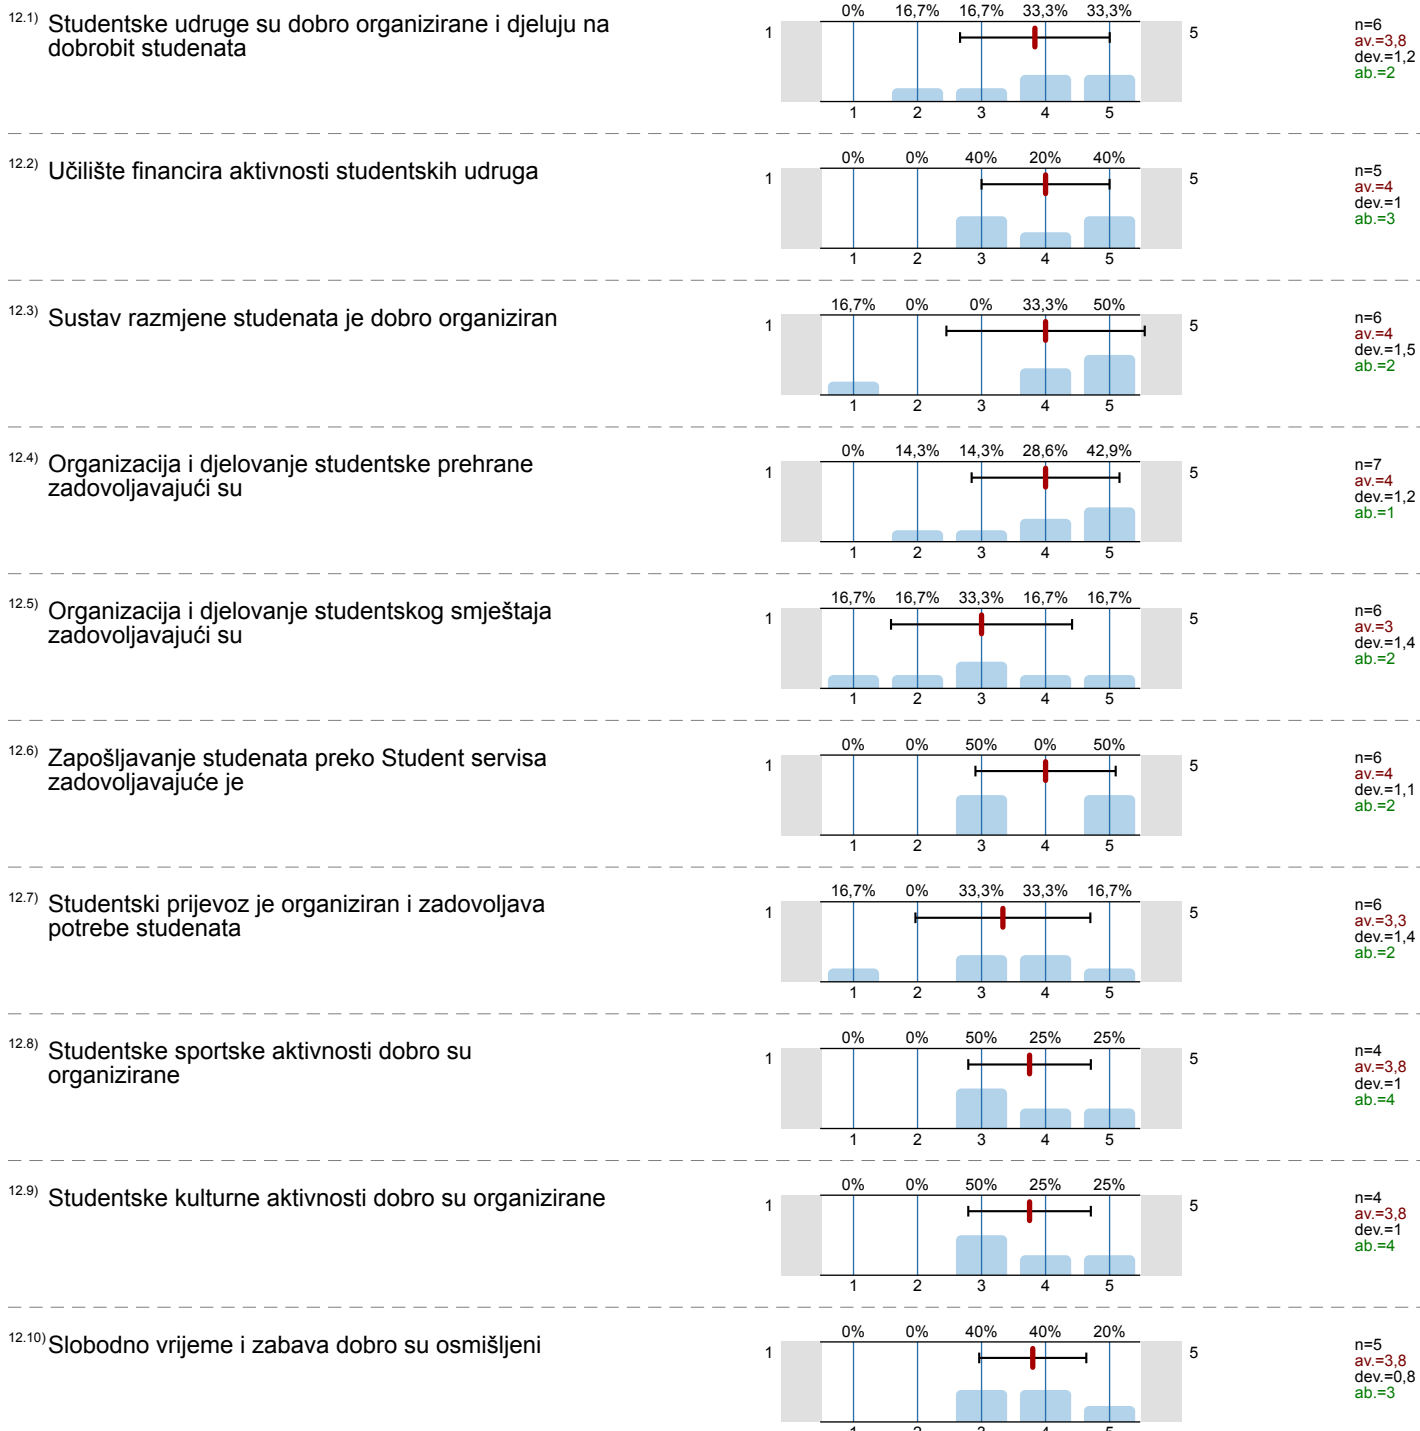 12.1) Studentske udruge su dobro organizirane i djeluju na
dobrobit studenata
0% 16,7% 16,7% 33,3% 33,3%
1 5
1 2 3 4 5
n=6
av.=3,8
dev.=1,2
ab.=2
12.2) Učilište financira aktivnosti studentskih udruga
0% 0% 40% 20% 40%
1 5
1 2 3 4 5
n=5
av.=4
dev.=1
ab.=3
12.3) Sustav razmjene studenata je dobro organiziran
16,7% 0% 0% 33,3% 50%
1 5
1 2 3 4 5
n=6
av.=4
dev.=1,5
ab.=2
12.4) Organizacija i djelovanje studentske prehrane
zadovoljavajući su
0% 14,3% 14,3% 28,6% 42,9%
1 5
1 2 3 4 5
n=7
av.=4
dev.=1,2
ab.=1
12.5) Organizacija i djelovanje studentskog smještaja
zadovoljavajući su
16,7% 16,7% 33,3% 16,7% 16,7%
1 5
1 2 3 4 5
n=6
av.=3
dev.=1,4
ab.=2
12.6) Zapošljavanje studenata preko Student servisa
zadovoljavajuće je
0% 0% 50% 0% 50%
1 5
1 2 3 4 5
n=6
av.=4
dev.=1,1
ab.=2
12.7) Studentski prijevoz je organiziran i zadovoljava
potrebe studenata
16,7% 0% 33,3% 33,3% 16,7%
1 5
1 2 3 4 5
n=6
av.=3,3
dev.=1,4
ab.=2
12.8) Studentske sportske aktivnosti dobro su
organizirane
0% 0% 50% 25% 25%
1 5
1 2 3 4 5
n=4
av.=3,8
dev.=1
ab.=4
12.9) Studentske kulturne aktivnosti dobro su organizirane
0% 0% 50% 25% 25%
1 5
1 2 3 4 5
n=4
av.=3,8
dev.=1
ab.=4
12.10) Slobodno vrijeme i zabava dobro su osmišljeni
0% 0% 40% 40% 20%
1 5
n=5
av.=3,8
dev.=0,8
ab.=3